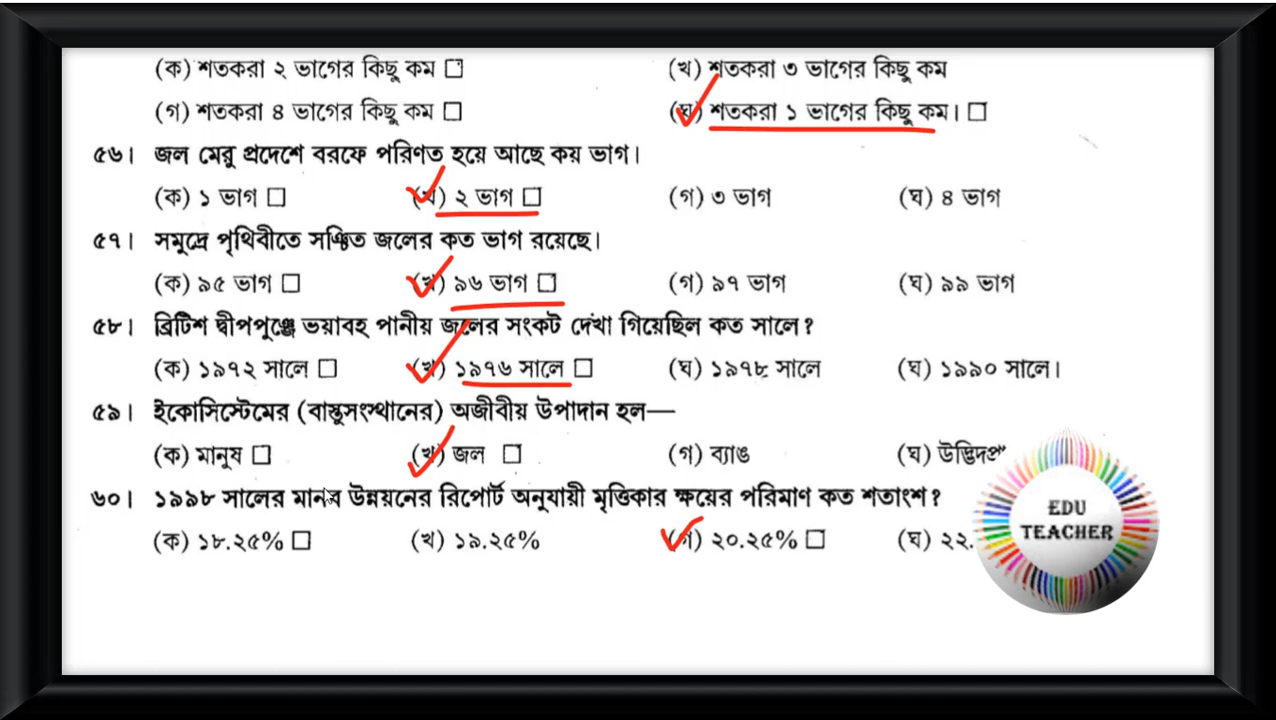 (ক) শতকরা ২ ভাগের কিছু কম □ (খ) শতকরা ৩ ভাগের কিছু কম
(গ) শতকরা ৪ ভাগের কিছু কম □ (ঘ) শতকরা ১ ভাগের কিছু কম। □
৫৬। জল মেরু প্রদেশে বরফে পরিণত হয়ে আছে কয় ভাগ।
(ক) ১ ভাগ □ (খ) ২ ভাগ □ (গ) ৩ ভাগ (ঘ) ৪ ভাগ
৫৭। সমুদ্রে পৃথিবীতে সঞ্চিত জলের কত ভাগ রয়েছে।
(ক) ৯৫ ভাগ □ (খ) ৯৬ ভাগ □ (গ) ৯৭ ভাগ (ঘ) ৯৯ ভাগ
৫৮। ব্রিটিশ দ্বীপপুঞ্জে ভয়াবহ পানীয় জলের সংকট দেখা গিয়েছিল কত সালে?
(ক) ১৯৭২ সালে □ (খ) ১৯৭৬ সালে □ (ঘ) ১৯৭৮ সালে (ঘ) ১৯৯০ সালে।
৫৯। ইকোসিস্টেমের (বাস্তুসংস্থানের) অজীবীয় উপাদান হল—
(ক) মানুষ □ (খ) জল □ (গ) ব্যাঙ (ঘ)
৬০। ১৯৯৮ সালের মানব উন্নয়নের রিপোর্ট অনুযায়ী মৃত্তিকার ক্ষয়ের পরিমাণ কত শতাংশ?
(ক) ১৮.২৫% □ (খ) ১৯.২৫% (গ) ২০.২৫% □ (ঘ) ২২.
EDU
TEACHER